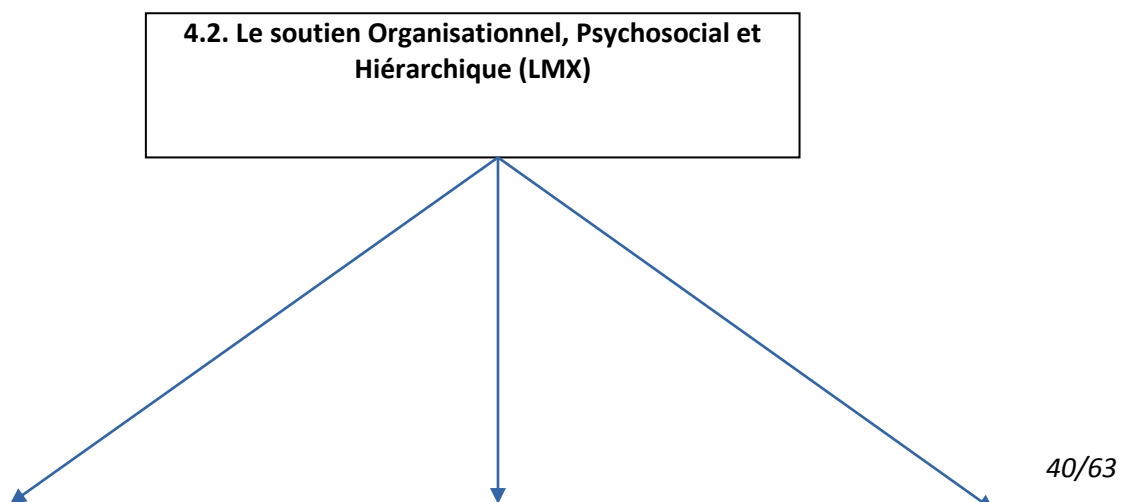 4.2. Le soutien Organisationnel, Psychosocial et
Hiérarchique (LMX)
40/63